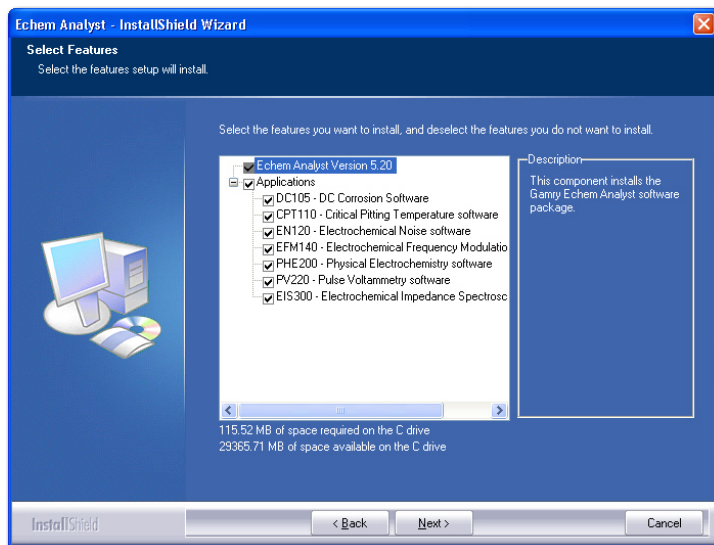 Echem Analyst - InstallShield Wizard
Select Features
Select the features setup will install.
Select the features you want to install, and deselect the features you do not want to install.
Echem Analyst Version 5.20
Applications
DC105 - DC Corrosion Software
CPT110 - Critical Pitting Temperature software
EN120 - Electrochemical Noise software
EFM140 - Electrochemical Frequency Modulatio
PHE200 - Physical Electrochemistry software
PV220 - Pulse Voltammetry software
EIS300 - Electrochemical Impedance Spectrosc
Description
This component installs the
Gamry Echem Analyst software
package.
115.52 MB of space required on the C drive
29365.71 MB of space available on the C drive
InstallShield
< Back
Next >
Cancel